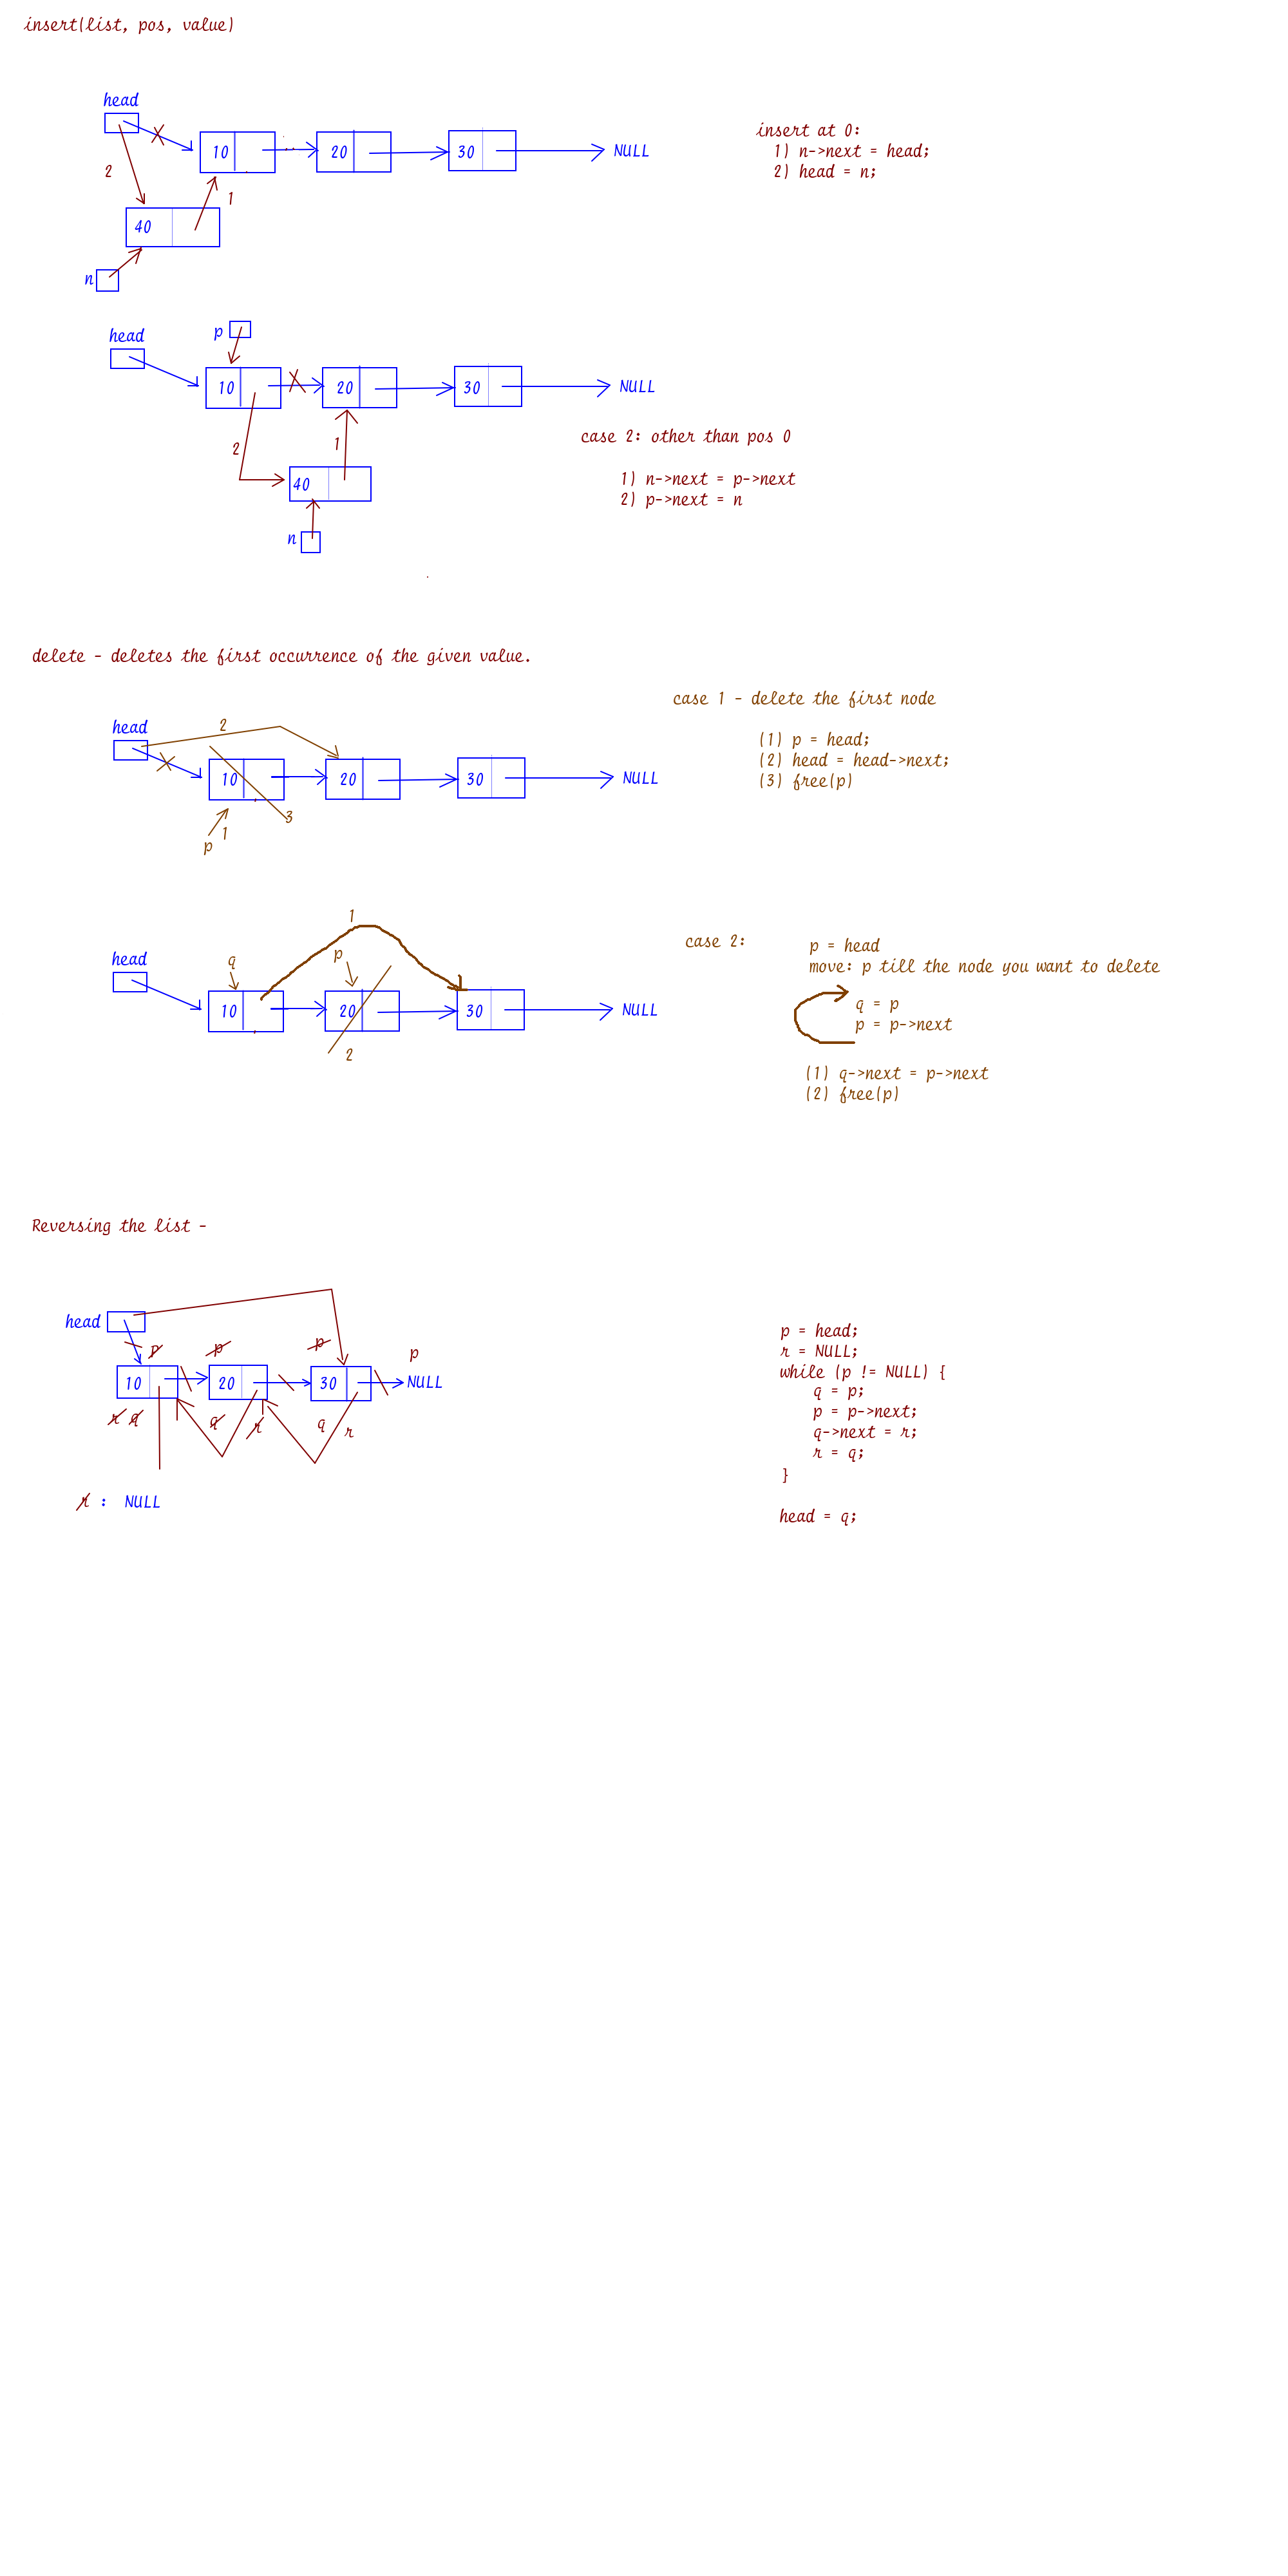 insert(list, pos, value)
head
10 20 30 NULL
2
1
40
n
insert at 0:
1) n->next = head;
2) head = n;
p
head
10 20 30 NULL
2
1
40
n
case 2: other than pos 0
1) n->next = p->next
2) p->next = n
delete - deletes the first occurrence of the given value.
case 1 - delete the first node
(1) p = head;
(2) head = head->next;
(3) free(p)
head
2
10 20 30 NULL
3
1
p
1
head
q
p
10 20 30 NULL
2
case 2:
p = head
move: p till the node you want to delete
q = p
p = p->next
(1) q->next = p->next
(2) free(p)
Reversing the list -
head
p p p p
10 20 30 NULL
r q q r q r
r : NULL
p = head;
r = NULL;
while (p != NULL) {
q = p;
p = p->next;
q->next = r;
r = q;
}
head = q;